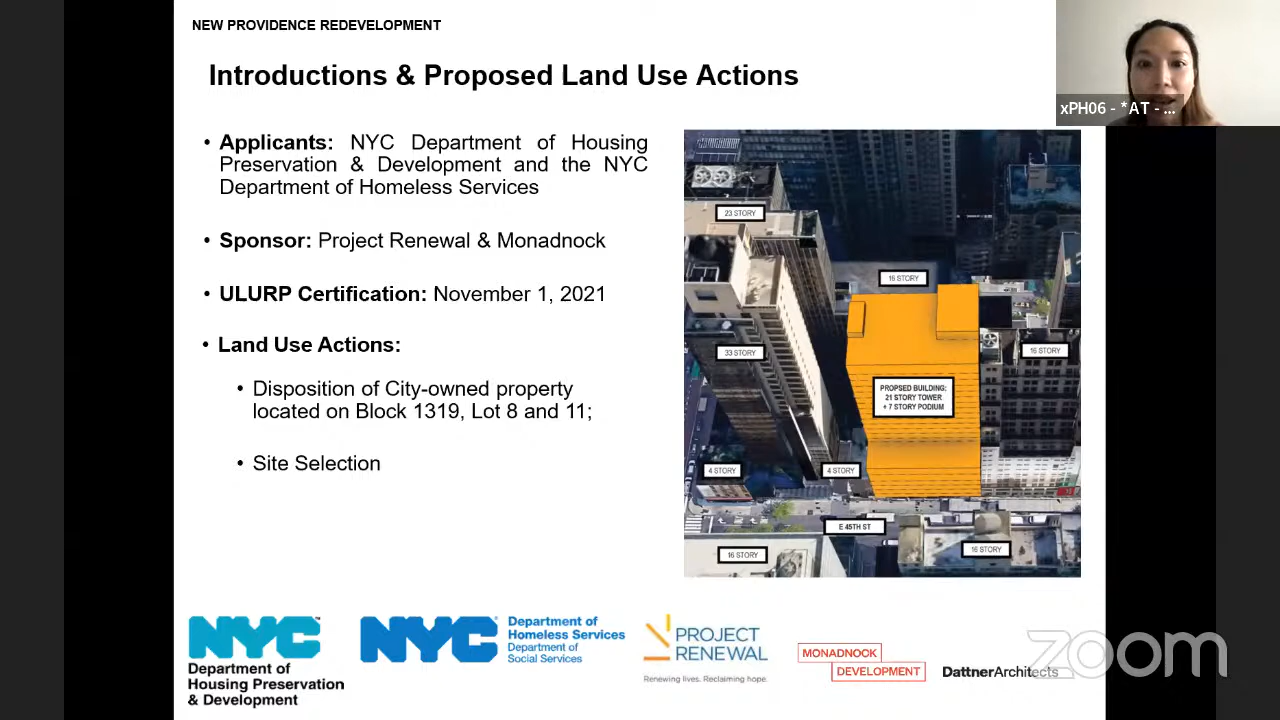 NEW PROVIDENCE REDEVELOPMENT
Introductions & Proposed Land Use Actions
xPH06 - *AT - ...
• Applicants: NYC Department of Housing
Preservation & Development and the NYC
Department of Homeless Services
• Sponsor: Project Renewal & Monadnock
• ULURP Certification: November 1, 2021
• Land Use Actions:
• Disposition of City-owned property
located on Block 1319, Lot 8 and 11;
• Site Selection
23 STORY
16 STORY
33 STORY
16 STORY
PROPSED BUILDING:
21 STORY TOWER
+ 7 STORY PODIUM
4 STORY
4 STORY
E 45TH ST
16 STORY
16 STORY
NYC
Department of
Housing Preservation
& Development
NYC
Department of
Homeless Services
Department of
Social Services
PROJECT
RENEWAL
Renewing lives. Reclaiming hope.
MONADNOCK
DEVELOPMENT
DattnerArchitects
zoom